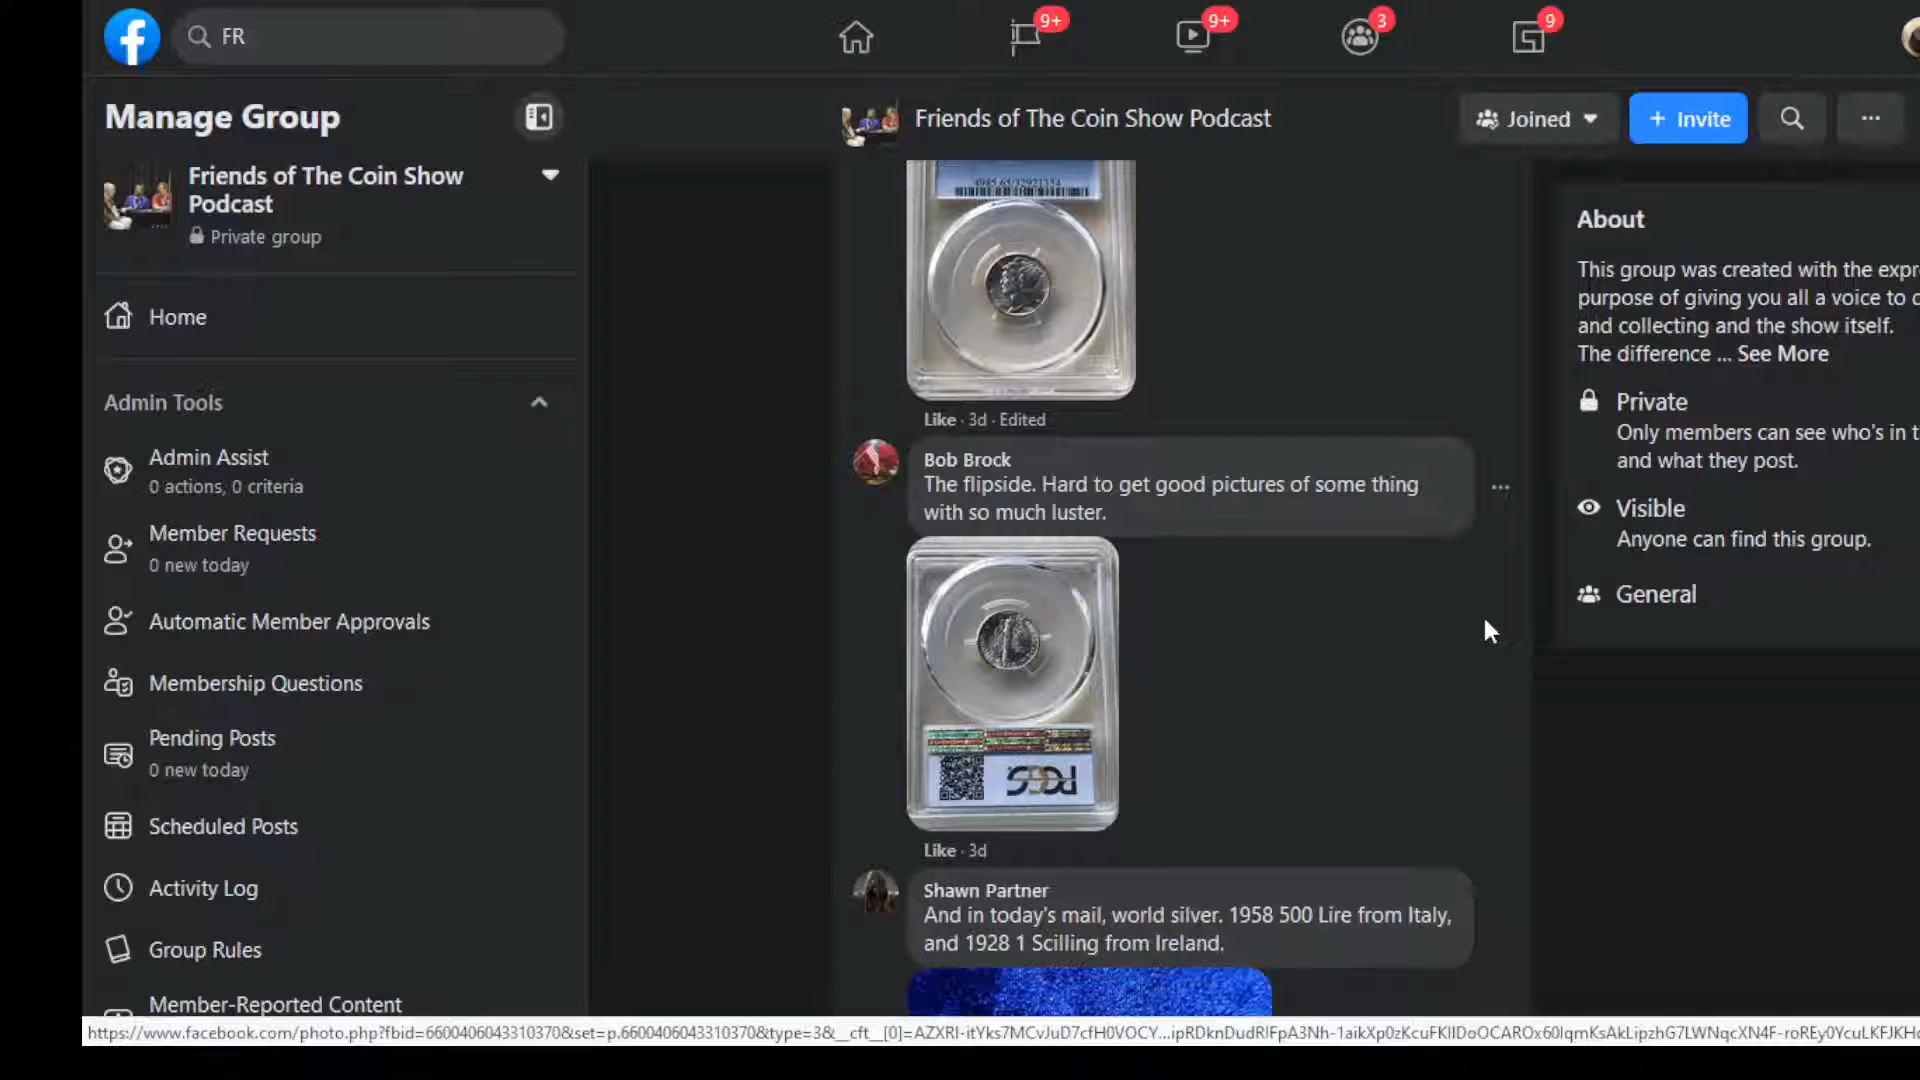 FR
9+
9+
3
9
Manage Group
Friends of The Coin Show Podcast
Joined
+ Invite
Friends of The Coin Show
Podcast
Private group
Home
Admin Tools
Admin Assist
0 actions, 0 criteria
Member Requests
0 new today
Automatic Member Approvals
Membership Questions
Pending Posts
0 new today
Scheduled Posts
Activity Log
Group Rules
Member-Reported Content
Like · 3d · Edited
Bob Brock
The flipside. Hard to get good pictures of some thing
with so much luster.
PCGS
Like · 3d
Shawn Partner
And in today's mail, world silver. 1958 500 Lire from Italy,
and 1928 1 Scilling from Ireland.
About
This group was created with the expr
purpose of giving you all a voice to c
and collecting and the show itself.
The difference ... See More
Private
Only members can see who's in t
and what they post.
Visible
Anyone can find this group.
General